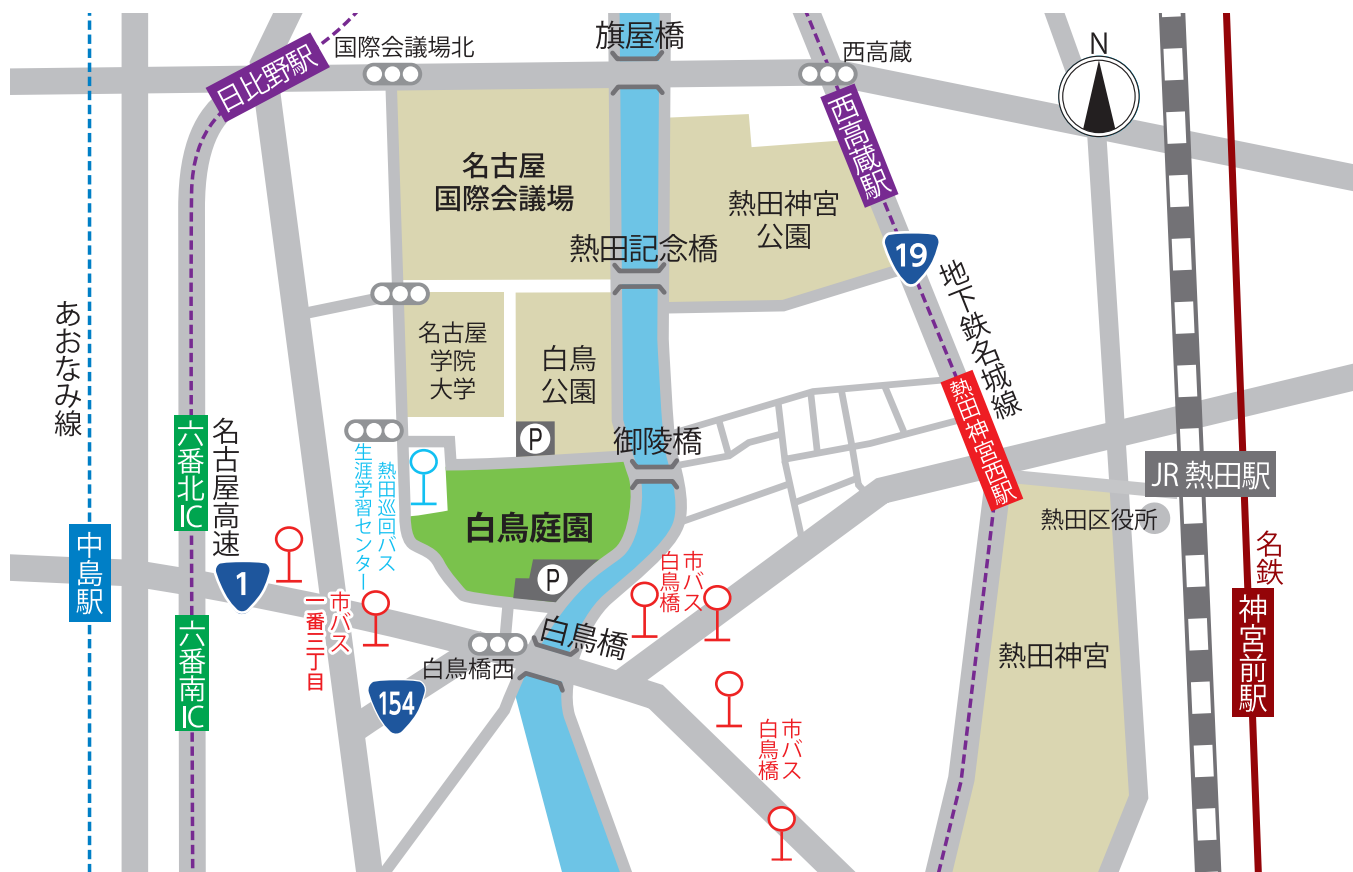 旗屋橋
国際会議場北
西高蔵
N
日比野駅
西高蔵駅
名古屋
国際会議場
熱田神宮
公園
熱田記念橋
19
地下鉄名城線
あおなみ線
名古屋
学院
大学
白鳥
公園
P
御陵橋
熱田神宮西駅
六番北IC
名古屋高速
熱田巡回バス
生涯学習センター
白鳥庭園
P
JR 熱田駅
熱田区役所
中島駅
1
市バス
一番三丁目
市バス
白鳥橋
名鉄
神宮前駅
六番南IC
白鳥橋
白鳥橋西
154
熱田神宮
市バス
白鳥橋